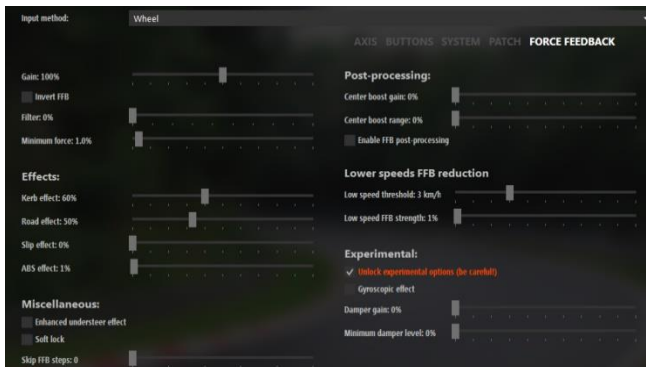 Input method:
Wheel
AXIS BUTTONS SYSTEM PATCH FORCE FEEDBACK
Gain: 100%
Invert FFB
Filter: 0%
Minimum force: 1.0%
Effects:
Kerb effect: 60%
Road effect: 50%
Slip effect: 0%
ABS effect: 1%
Miscellaneous:
Enhanced understeer effect
Soft lock
Skip FFB steps: 0
Post-processing:
Center boost gain: 0%
Center boost range: 0%
Enable FFB post-processing
Lower speeds FFB reduction
Low speed threshold: 3 km/h
Low speed FFB strength: 1%
Experimental:
Unlock experimental options (be careful!)
Gyroscopic effect
Damper gain: 0%
Minimum damper level: 0%